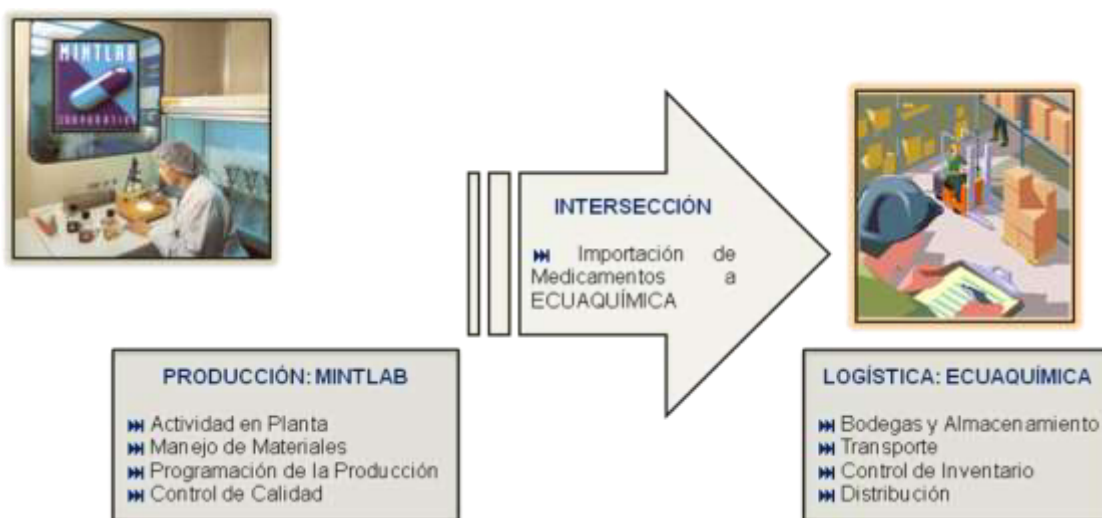 MINTLAB
CORPORATION
INTERSECCIÓN
Importación de
Medicamentos a
ECUAQUÍMICA
PRODUCCIÓN: MINTLAB
Actividad en Planta
Manejo de Materiales
Programación de la Producción
Control de Calidad
LOGÍSTICA: ECUAQUÍMICA
Bodegas y Almacenamiento
Transporte
Control de Inventario
Distribución